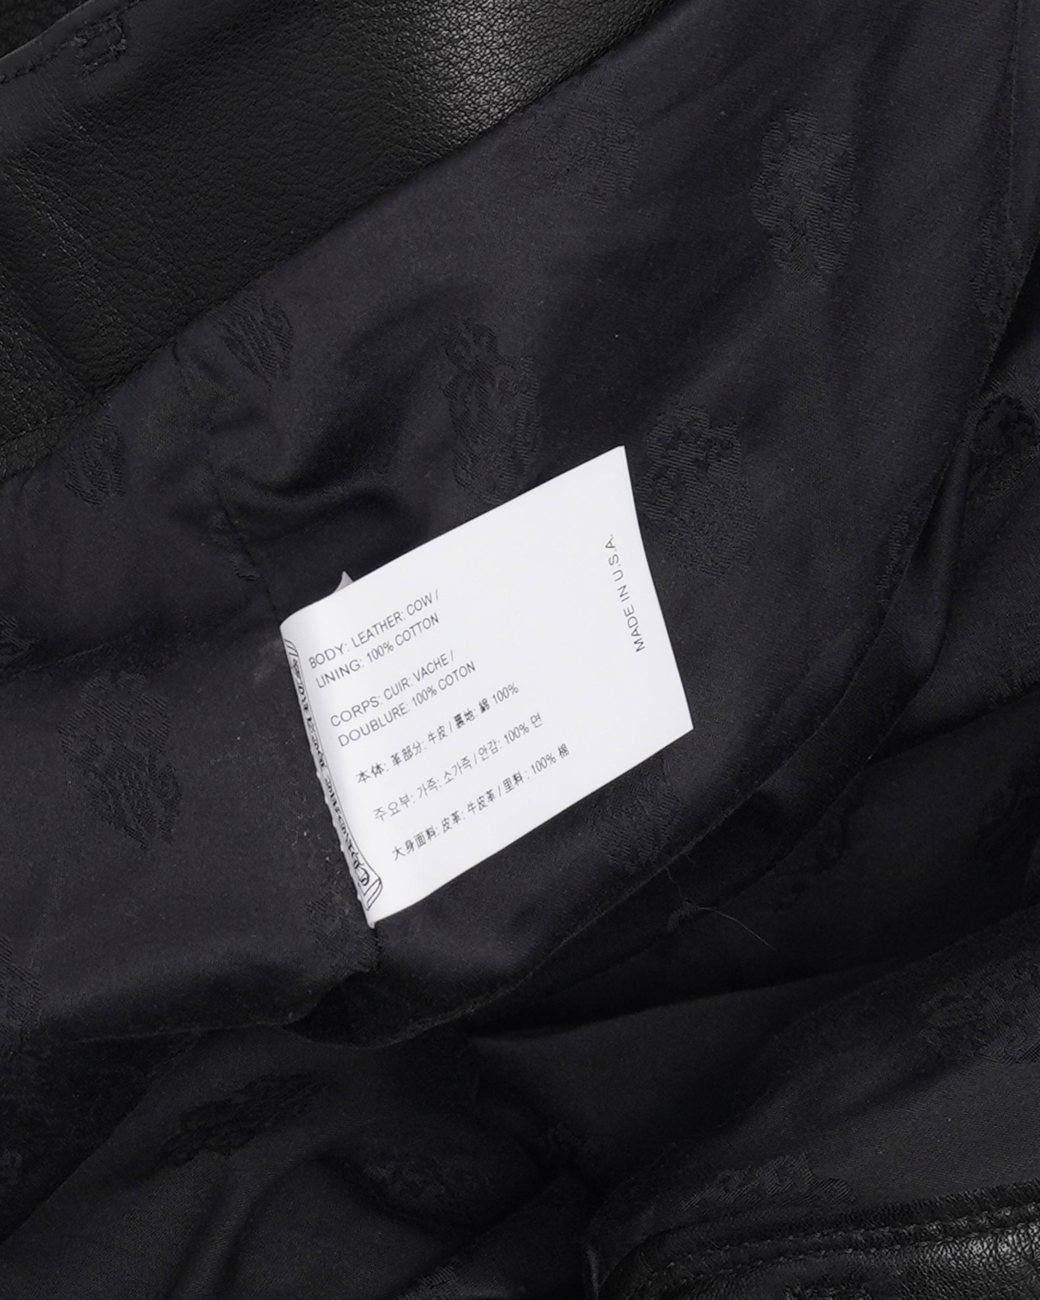 BODY: LEATHER: COW /
LINING: 100% COTTON
CORPS: CUIR: VACHE /
DOUBLURE: 100% COTON
本体: 革部分: 牛皮 / 裏地: 綿 100%
주요부: 가죽: 소가죽 / 안감: 100% 면
大身面料: 皮革: 牛皮革 / 里料: 100% 棉
MADE IN U.S.A.